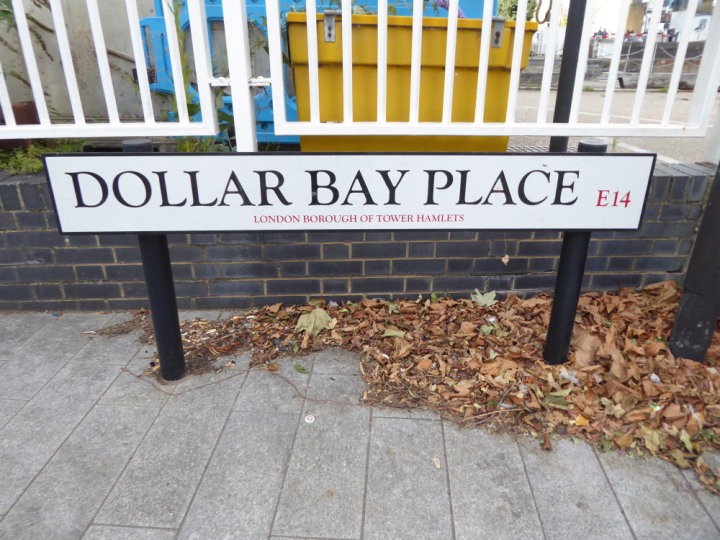 DOLLAR BAY PLACE E14
LONDON BOROUGH OF TOWER HAMLETS